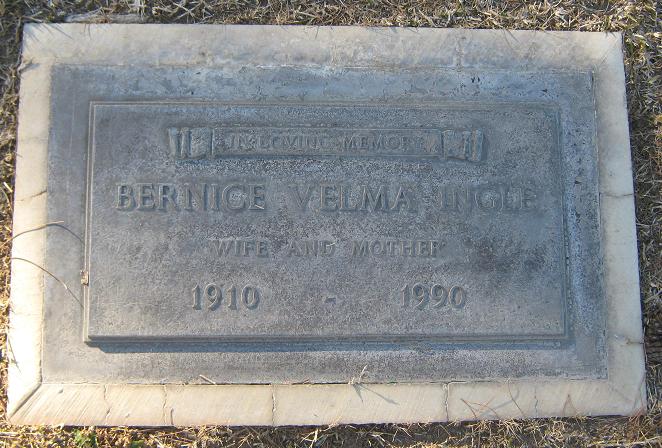 IN LOVING MEMORY
BERNICE VELMA INGLE
WIFE AND MOTHER
1910 - 1990